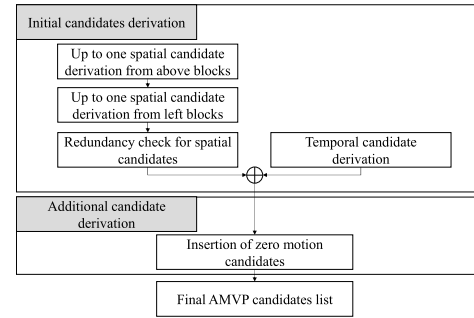 Initial candidates derivation
Up to one spatial candidate
derivation from above blocks
Up to one spatial candidate
derivation from left blocks
Redundancy check for spatial
candidates
Temporal candidate
derivation
Additional candidate
derivation
Insertion of zero motion
candidates
Final AMVP candidates list